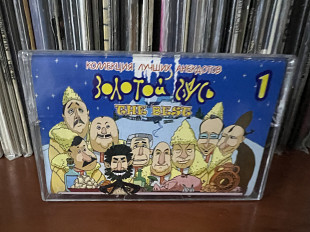 КОЛЛЕКЦИЯ ЛУЧШИХ АНЕКДОТОВ
ЗОЛОТОЙ ГУСЬ 1
THE BEST